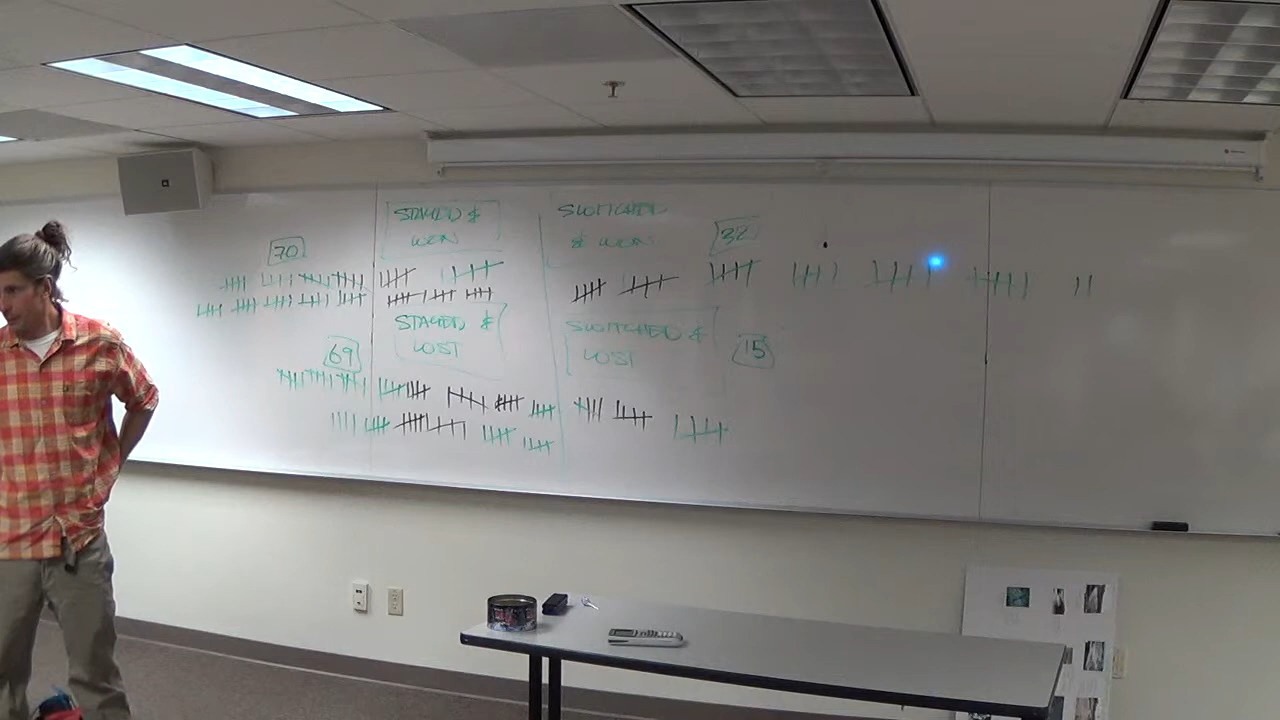 STAYED &
WON
SWITCHED
& WON
32
70
STAYED &
LOST
SWITCHED &
LOST
15
69